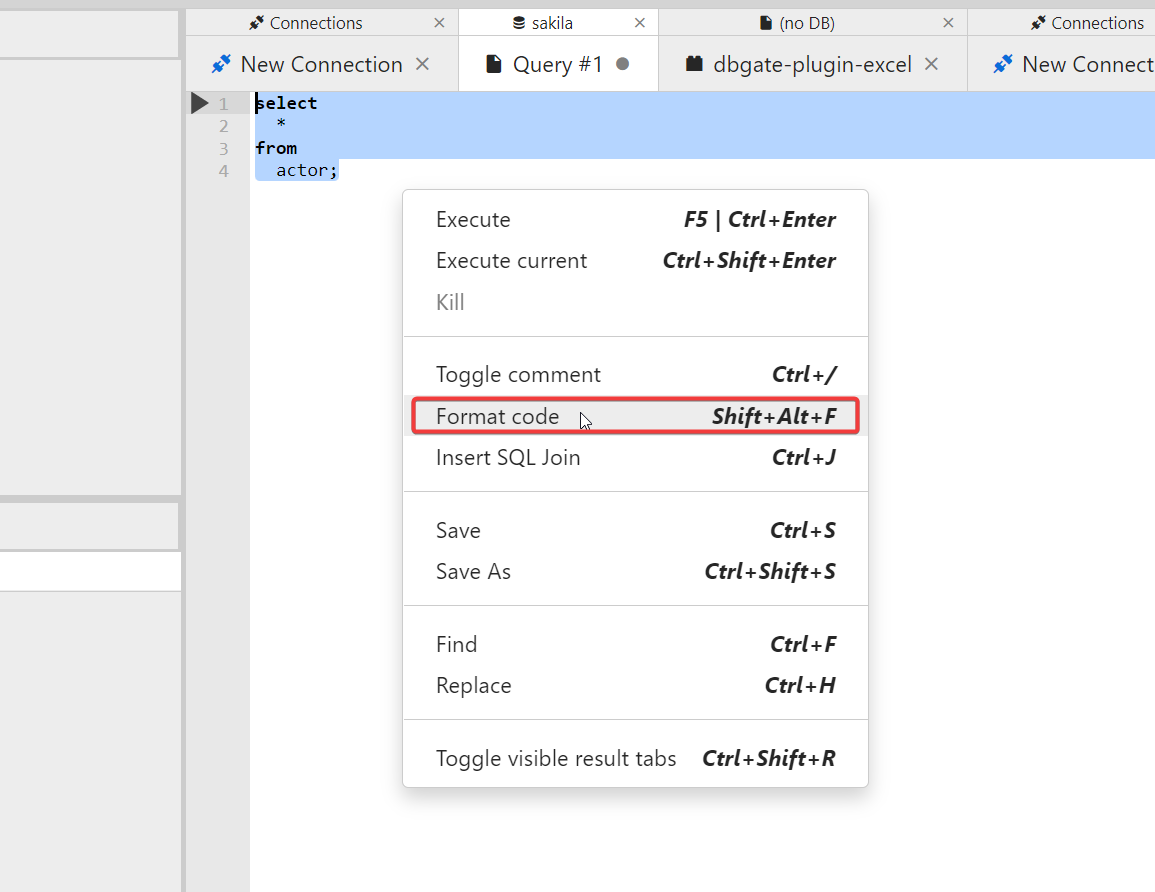 Connections
sakila
(no DB)
Connections
New Connection
Query #1
dbgate-plugin-excel
New Connect
1 select
2 *
3 from
4 actor;
Execute F5 | Ctrl+Enter
Execute current Ctrl+Shift+Enter
Kill
Toggle comment Ctrl+/
Format code Shift+Alt+F
Insert SQL Join Ctrl+J
Save Ctrl+S
Save As Ctrl+Shift+S
Find Ctrl+F
Replace Ctrl+H
Toggle visible result tabs Ctrl+Shift+R